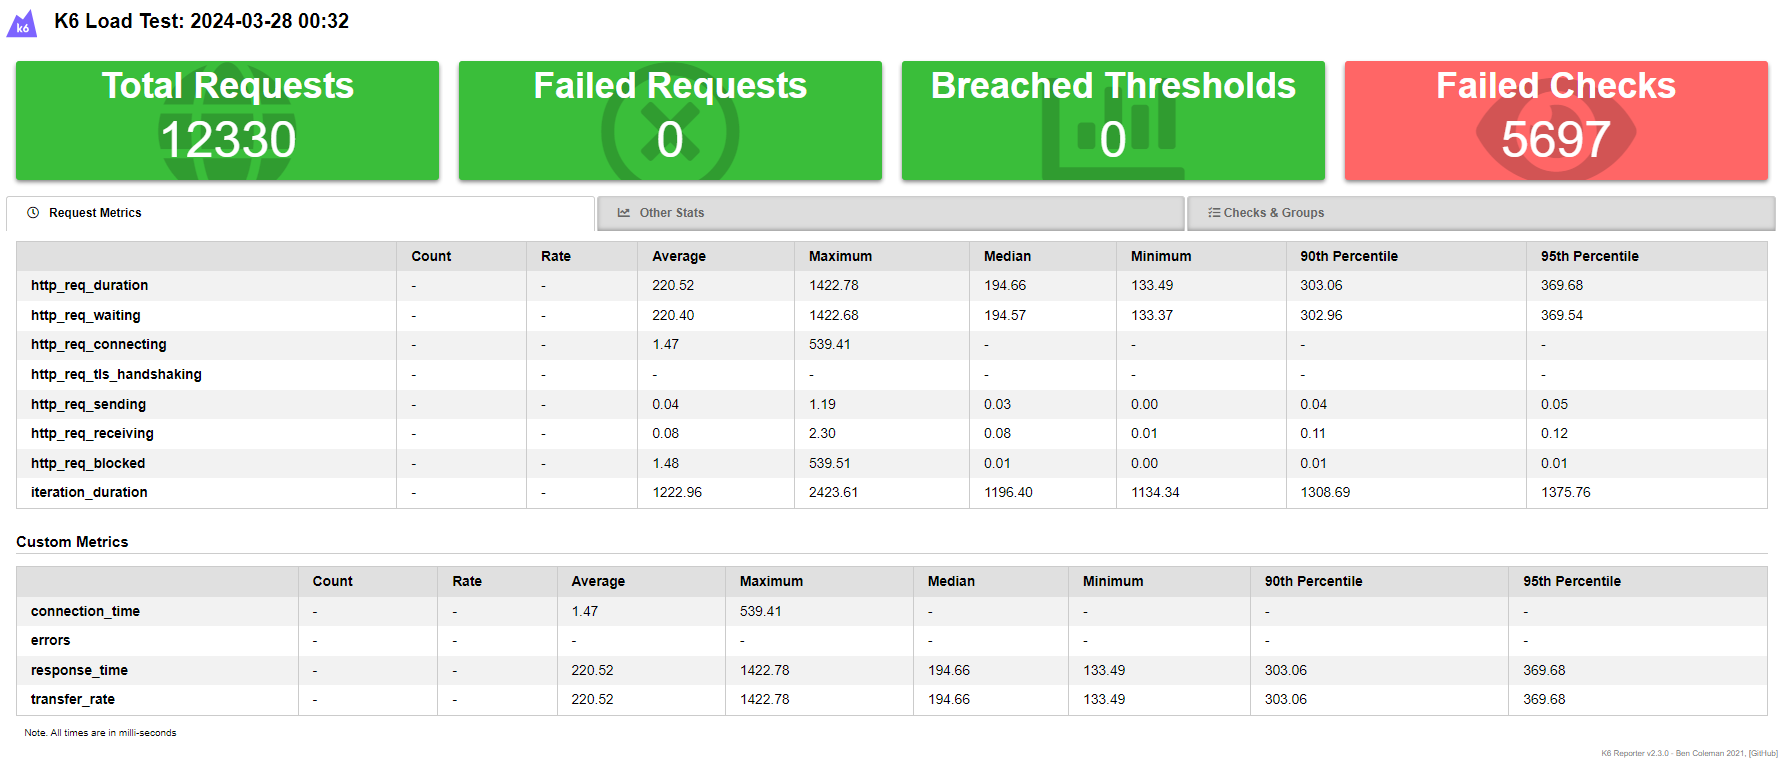 k6 K6 Load Test: 2024-03-28 00:32
Total Requests Failed Requests Breached Thresholds Failed Checks
12330 0 0 5697
Request Metrics Other Stats Checks & Groups
Count Rate Average Maximum Median Minimum 90th Percentile 95th Percentile
http_req_duration - - 220.52 1422.78 194.66 133.49 303.06 369.68
http_req_waiting - - 220.40 1422.68 194.57 133.37 302.96 369.54
http_req_connecting - - 1.47 539.41 - - - -
http_req_tls_handshaking - - - - - - - -
http_req_sending - - 0.04 1.19 0.03 0.00 0.04 0.05
http_req_receiving - - 0.08 2.30 0.08 0.01 0.11 0.12
http_req_blocked - - 1.48 539.51 0.01 0.00 0.01 0.01
iteration_duration - - 1222.96 2423.61 1196.40 1134.34 1308.69 1375.76
Custom Metrics
Count Rate Average Maximum Median Minimum 90th Percentile 95th Percentile
connection_time - - 1.47 539.41 - - - -
errors - - - - - - - -
response_time - - 220.52 1422.78 194.66 133.49 303.06 369.68
transfer_rate - - 220.52 1422.78 194.66 133.49 303.06 369.68
Note. All times are in milli-seconds
K6 Reporter v2.3.0 - Ben Coleman 2021, [GitHub]